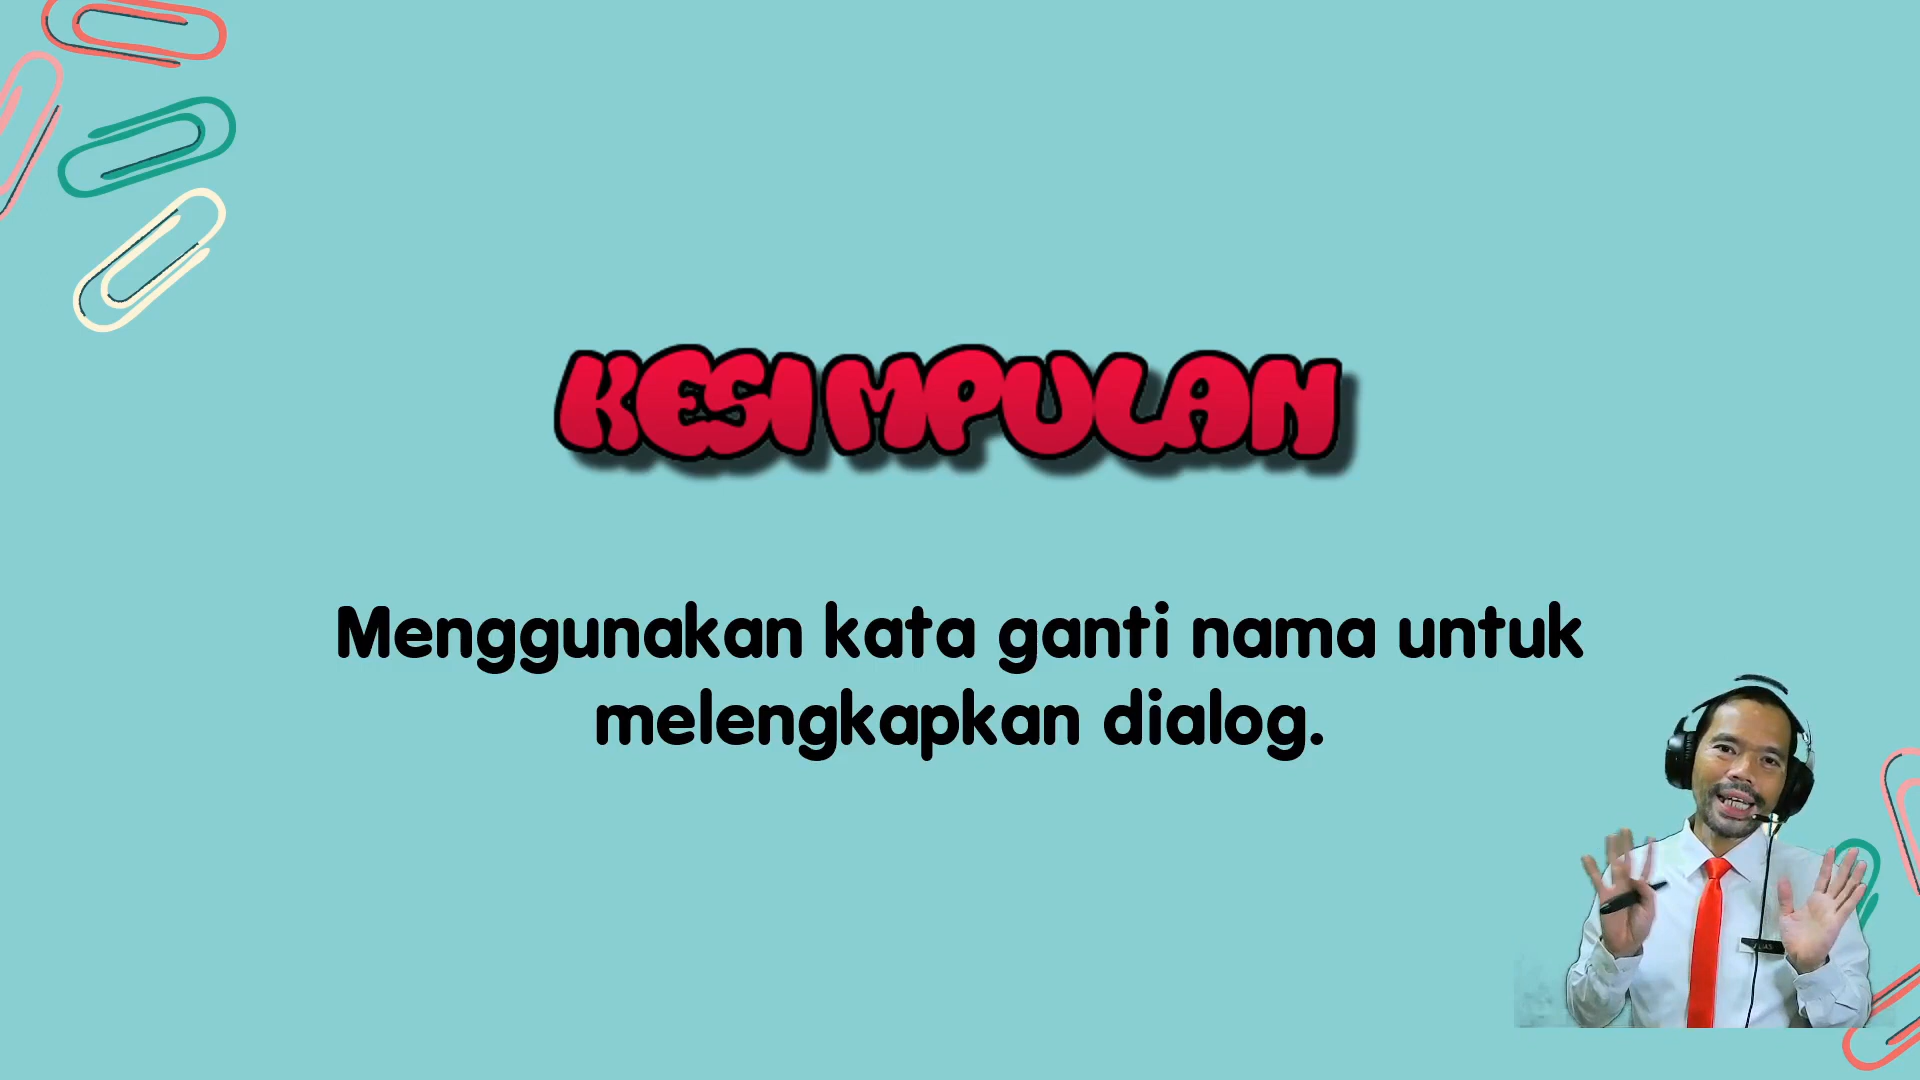 KESIMPULAN
Menggunakan kata ganti nama untuk
melengkapkan dialog.